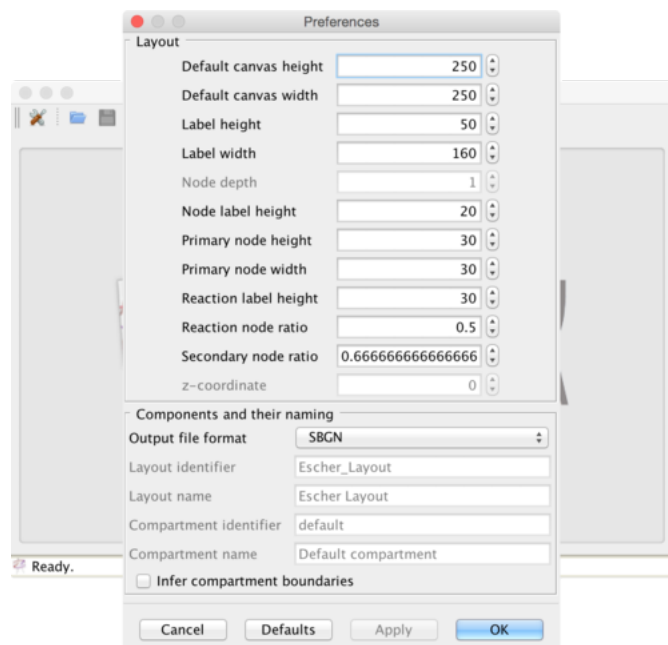 Preferences
Layout
Default canvas height 250
Default canvas width 250
Label height 50
Label width 160
Node depth 1
Node label height 20
Primary node height 30
Primary node width 30
Reaction label height 30
Reaction node ratio 0.5
Secondary node ratio 0.666666666666666
z-coordinate 0
Components and their naming
Output file format SBGN
Layout identifier Escher_Layout
Layout name Escher Layout
Compartment identifier default
Compartment name Default compartment
Ready.
Infer compartment boundaries
Cancel Defaults Apply OK